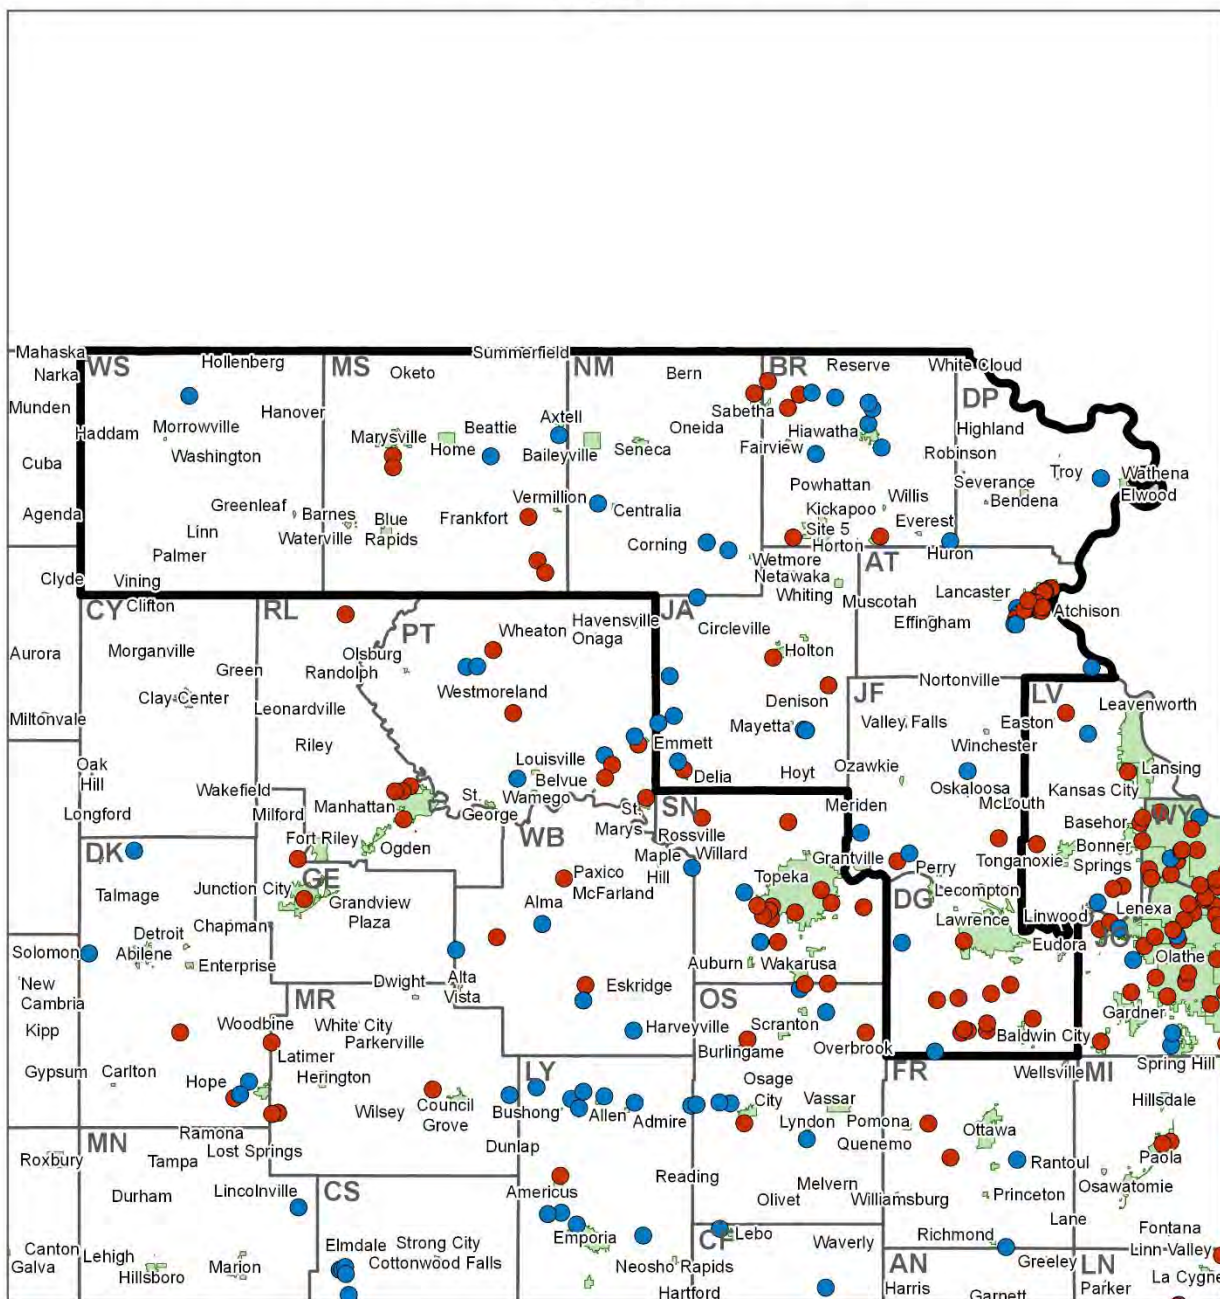 Mahaska
WS
Hollenberg
Summerfield
MS
NM
BR
Reserve
White Cloud
Narka
Oketo
Bern
DP
Munden
Hanover
Sabetha
Morrowville
Axtell
Oneida
Highland
Haddam
Beattie
Hiawatha
Marysville
Home
Seneca
Fairview
Robinson
Washington
Baileyville
Cuba
Troy
Wathena
Powhattan
Severance
Elwood
Bendena
Vermillion
Willis
Greenleaf
Centralia
Kickapoo
Site 5
Agenda
Barnes
Blue
Rapids
Frankfort
Everest
Linn
Waterville
Corning
Horton
Huron
Palmer
Wetmore
AT
Netawaka
Clyde
Vining
Whiting
Lancaster
CY
Clifton
RL
JA
Muscotah
Atchison
PT
Wheaton
Havensville
Onaga
Circleville
Effingham
Aurora
Morganville
Olsburg
Holton
Green
Randolph
Nortonville
Clay Center
Westmoreland
Denison
JF
LV
Leavenworth
Miltonvale
Leonardville
Mayetta
Valley Falls
Easton
Riley
Emmett
Winchester
Oak
Hill
Louisville
Belvue
Delia
Hoyt
Ozawkie
Lansing
Wakefield
Wamego
Oskaloosa
Kansas City
Longford
Milford
Manhattan
St.
George
St.
Marys
SN
Meriden
McLouth
Basehor
WY
Fort Riley
WB
Rossville
DK
Ogden
Maple
Hill
Willard
Grantville
Perry
Tonganoxie
Bonner
Springs
Talmage
Junction City
GE
Paxico
McFarland
Topeka
DG
Lecompton
Grandview
Plaza
Alma
Lawrence
Linwood
Lenexa
Chapman
JO
Detroit
Eudora
Solomon
Abilene
Enterprise
Auburn
Wakarusa
Olathe
New
Cambria
Dwight
Alta
Vista
Eskridge
OS
MR
Gardner
Kipp
Woodbine
White City
Parkerville
Harveyville
Scranton
Baldwin City
Latimer
Burlingame
Overbrook
Gypsum
Carlton
Herington
LY
FR
Wellsville
MI
Spring Hill
Hope
Osage
City
Vassar
Hillsdale
Wilsey
Council
Grove
Bushong
Allen
Admire
Lyndon
Pomona
Ottawa
Ramona
Quenemo
MN
Lost Springs
Dunlap
Roxbury
Tampa
Rantoul
Paola
Reading
Melvern
Durham
Lincolnville
CS
Americus
Olivet
Williamsburg
Princeton
Osawatomie
Lane
Canton
Galva
Lehigh
Elmdale
Strong City
Emporia
CF
Lebo
Waverly
Richmond
Fontana
Hillsboro
Marion
Cottonwood Falls
Neosho Rapids
AN
Greeley
LN
Linn Valley
Hartford
Harris
Garnett
Parker
La Cygne